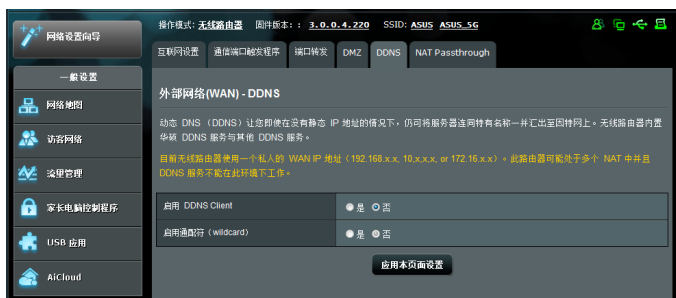 网络设置向导
操作模式: 无线路由器 固件版本: : 3.0.0.4.220 SSID: ASUS ASUS_5G
互联网设置 通信端口触发程序 端口转发 DMZ DDNS NAT Passthrough
一般设置
网络地图
访客网络
流量管理
家长电脑控制程序
USB 应用
AiCloud
外部网络(WAN) - DDNS
动态 DNS （DDNS）让您即使在没有静态 IP 地址的情况下，仍可将服务器连同特有名称一并汇出至因特网上。无线路由器内置
华硕 DDNS 服务与其他 DDNS 服务。
目前无线路由器使用一个私人的 WAN IP 地址（192.168.x.x, 10,x,x,x, or 172.16.x.x）。此路由器可能处于多个 NAT 中并且
DDNS 服务不能在此环境下工作。
启用 DDNS Client 是 否
启用通配符（wildcard） 是 否
应用本页面设置